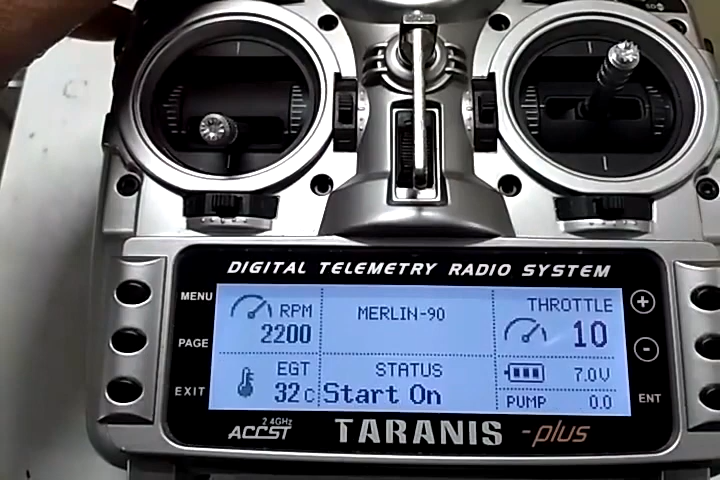 DIGITAL TELEMETRY RADIO SYSTEM
MENU
PAGE
EXIT
RPM
2200
MERLIN-90
THROTTLE
10
EGT
32c
STATUS
Start On
7.0V
PUMP 0.0
+
-
ENT
2.4GHz
ACCST
TARANIS -plus